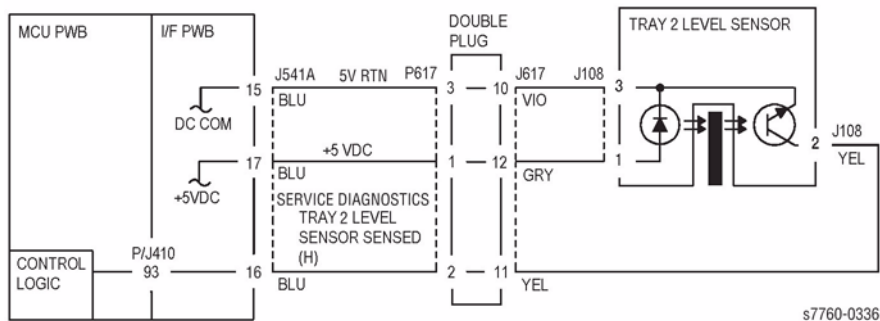 MCU PWB
I/F PWB
DOUBLE
PLUG
TRAY 2 LEVEL SENSOR
15
J541A
5V RTN
P617
3
10
J617
J108
3
BLU
VIO
DC COM
2
J108
17
+5 VDC
1
12
1
YEL
BLU
GRY
+5VDC
SERVICE DIAGNOSTICS
TRAY 2 LEVEL
SENSOR SENSED
(H)
P/J410
CONTROL
LOGIC
93
16
2
11
BLU
YEL
s7760-0336